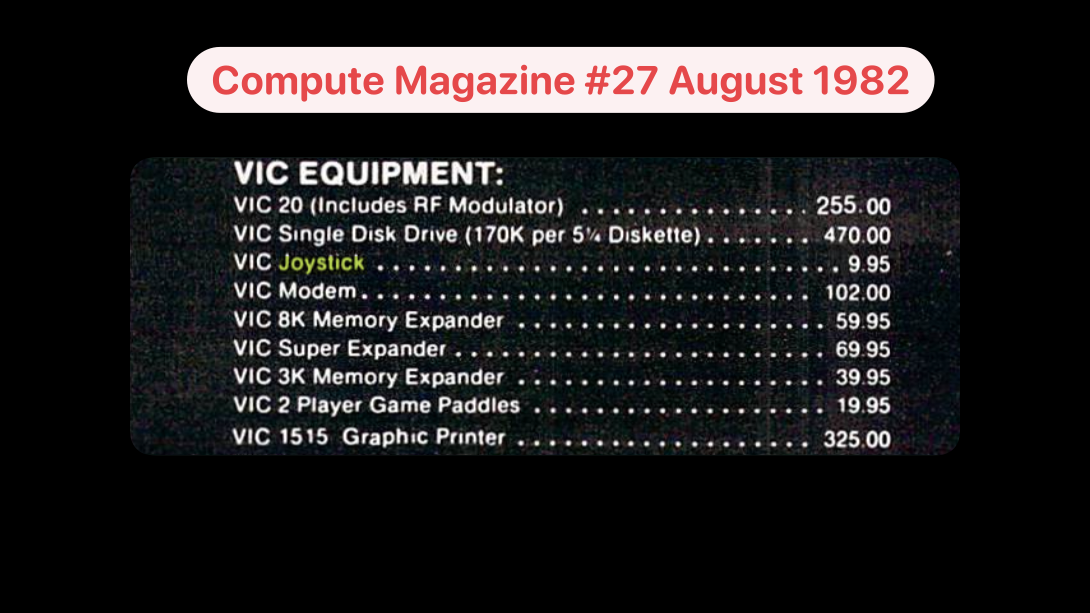 Compute Magazine #27 August 1982
VIC EQUIPMENT:
VIC 20 (Includes RF Modulator) . . . . . . . . . . . . . . . 255.00
VIC Single Disk Drive (170K per 5¼ Diskette) . . . . . . . 470.00
VIC Joystick . . . . . . . . . . . . . . . . . . . . . . . . . . . . . . . . . . . . 9.95
VIC Modem . . . . . . . . . . . . . . . . . . . . . . . . . . . . . . . . . . . 102.00
VIC 8K Memory Expander . . . . . . . . . . . . . . . . . . . . . 59.95
VIC Super Expander . . . . . . . . . . . . . . . . . . . . . . . . . . 69.95
VIC 3K Memory Expander . . . . . . . . . . . . . . . . . . . . . 39.95
VIC 2 Player Game Paddles . . . . . . . . . . . . . . . . . . . . 19.95
VIC 1515 Graphic Printer . . . . . . . . . . . . . . . . . . . . 325.00